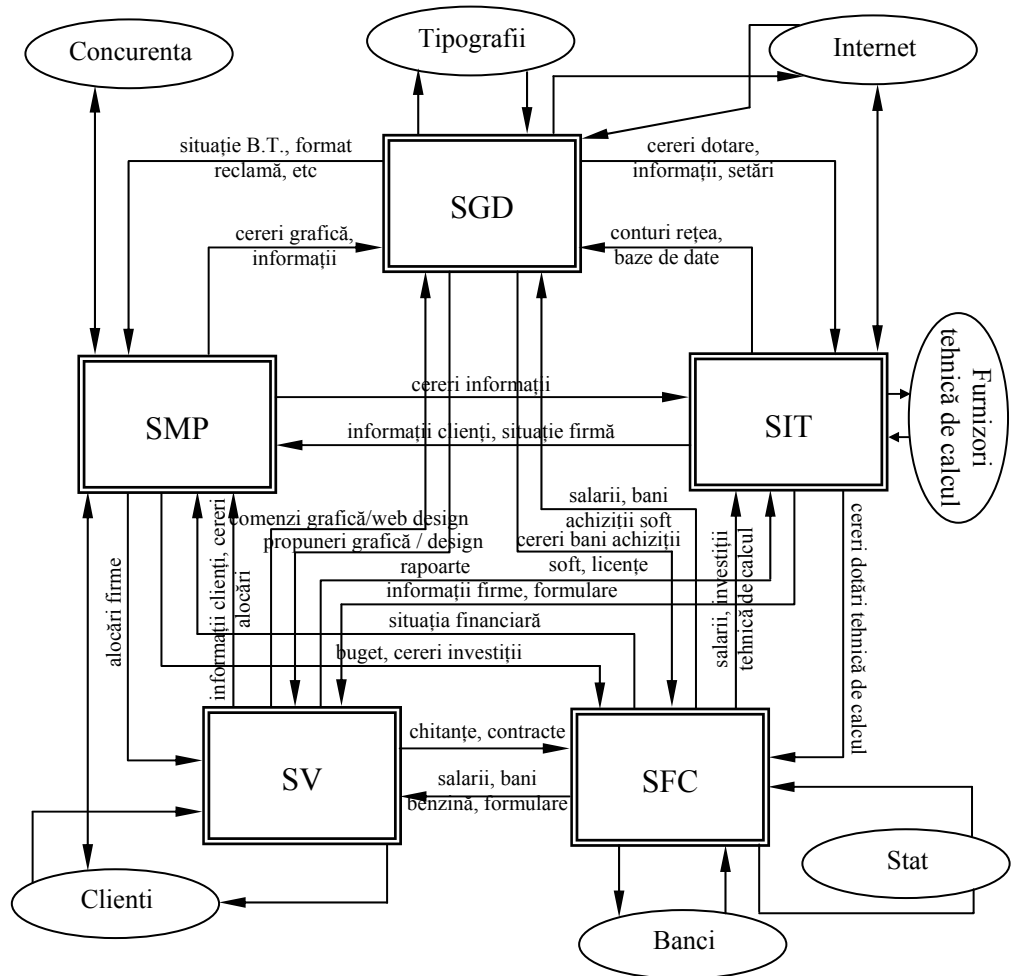 Concurenta
Tipografii
Internet
situație B.T., format
reclamă, etc
cereri dotare,
informații, setări
SGD
cereri grafică,
informații
conturi rețea,
baze de date
Furnizori
tehnică de calcul
cereri informații
SMP
SIT
informații clienți, situație firmă
salarii, bani
achiziții soft
comenzi grafică/web design
propuneri grafică / design
cereri bani achiziții
soft, licențe
rapoarte
informații firme, formulare
situația financiară
buget, cereri investiții
alocări firme
informații clienți, cereri
alocări
salarii, investiții
tehnică de calcul
cereri dotări tehnică de calcul
chitanțe, contracte
SV
SFC
salarii, bani
benzină, formulare
Stat
Clienti
Banci